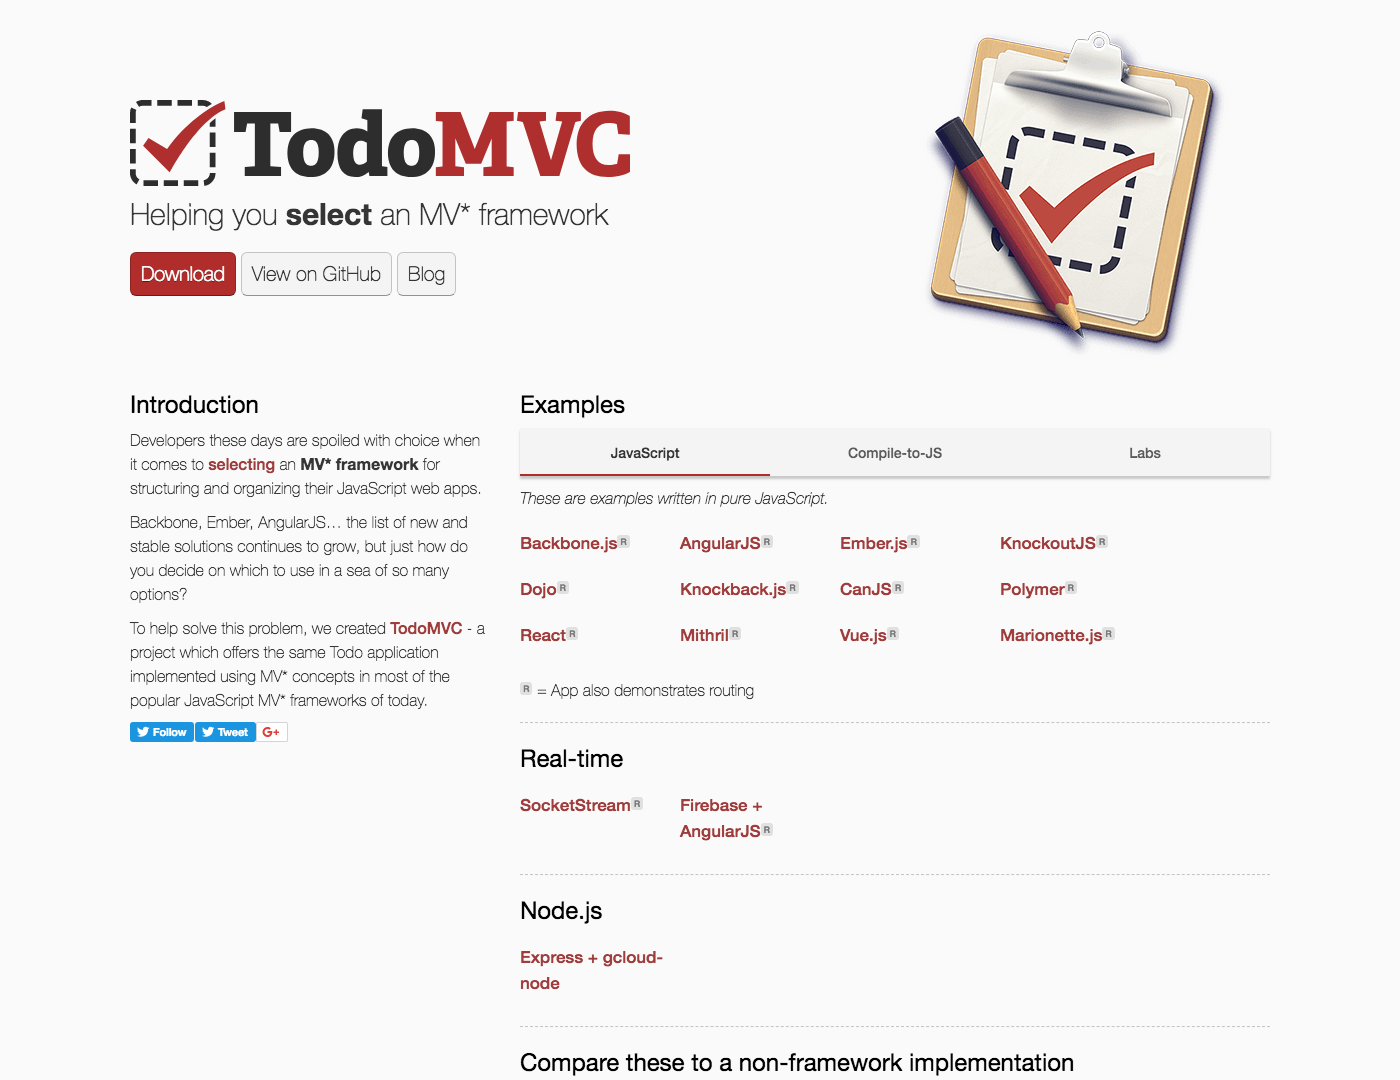 TodoMVC
Helping you select an MV* framework
Download
View on GitHub
Blog
Introduction
Developers these days are spoiled with choice when
it comes to selecting an MV* framework for
structuring and organizing their JavaScript web apps.
Backbone, Ember, AngularJS… the list of new and
stable solutions continues to grow, but just how do
you decide on which to use in a sea of so many
options?
To help solve this problem, we created TodoMVC - a
project which offers the same Todo application
implemented using MV* concepts in most of the
popular JavaScript MV* frameworks of today.
Follow
Tweet
G+
Examples
JavaScript
Compile-to-JS
Labs
These are examples written in pure JavaScript.
Backbone.js R
AngularJS R
Ember.js R
KnockoutJS R
Dojo R
Knockback.js R
CanJS R
Polymer R
React R
Mithril R
Vue.js R
Marionette.js R
R = App also demonstrates routing
Real-time
SocketStream R
Firebase +
AngularJS R
Node.js
Express + gcloud-
node
Compare these to a non-framework implementation